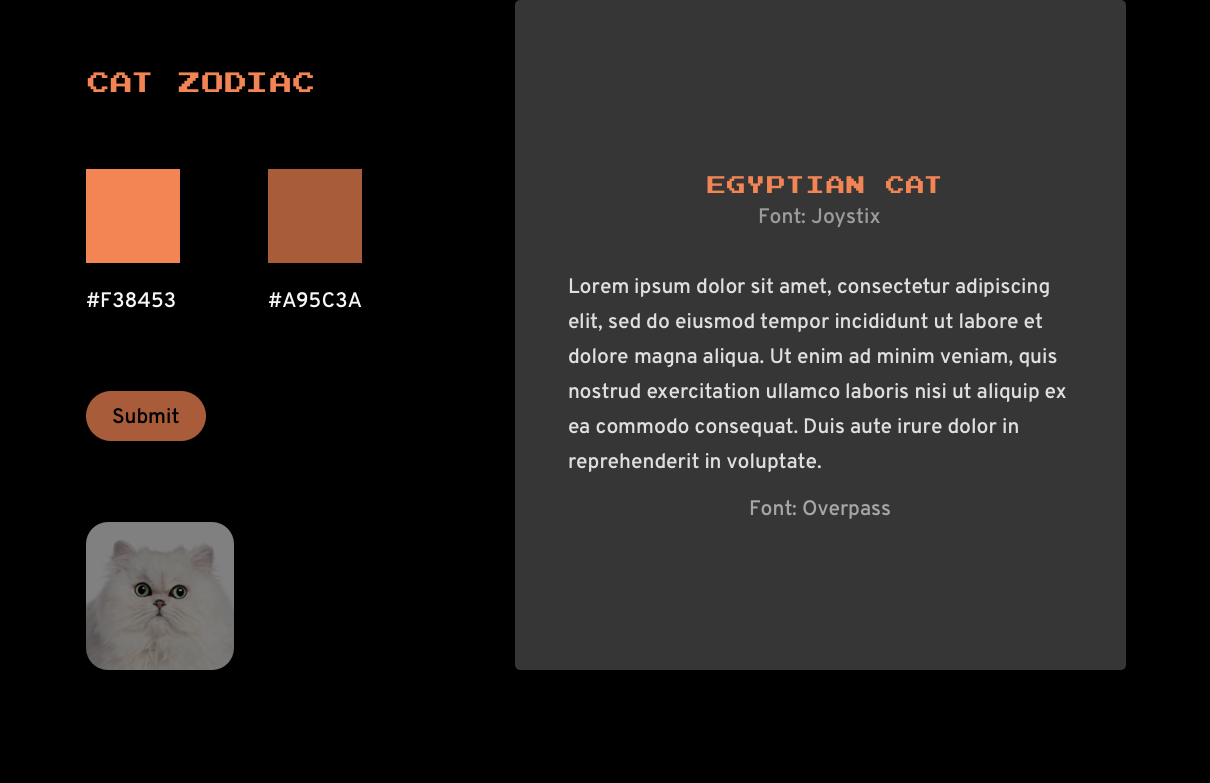 CAT ZODIAC
#F38453
#A95C3A
Submit
EGYPTIAN CAT
Font: Joystix
Lorem ipsum dolor sit amet, consectetur adipiscing
elit, sed do eiusmod tempor incididunt ut labore et
dolore magna aliqua. Ut enim ad minim veniam, quis
nostrud exercitation ullamco laboris nisi ut aliquip ex
ea commodo consequat. Duis aute irure dolor in
reprehenderit in voluptate.
Font: Overpass